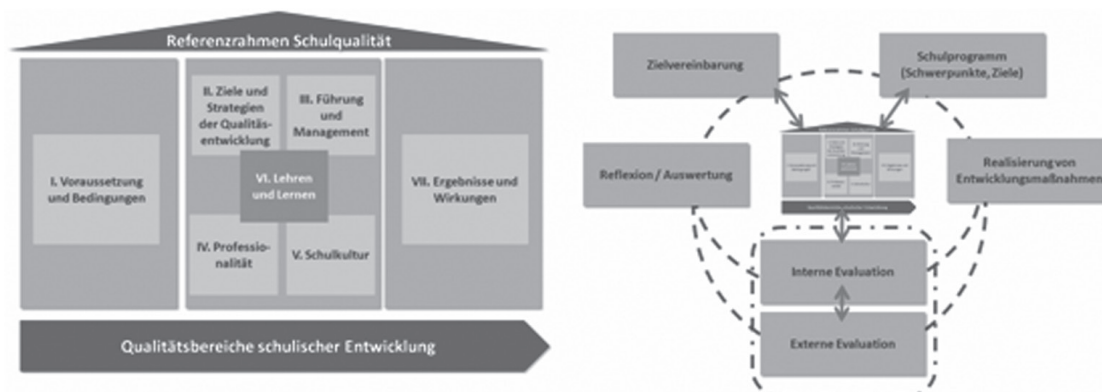 Referenzrahmen Schulqualität
I. Voraussetzung
und Bedingungen
II. Ziele und
Strategien
der Qualitäs-
entwicklung
III. Führung
und
Management
VI. Lehren
und Lernen
IV. Professio-
nalität
V. Schulkultur
VII. Ergebnisse und
Wirkungen
Qualitätsbereiche schulischer Entwicklung
Zielvereinbarung
Schulprogramm
(Schwerpunkte, Ziele)
Reflexion / Auswertung
Realisierung von
Entwicklungsmaßnahmen
Interne Evaluation
Externe Evaluation